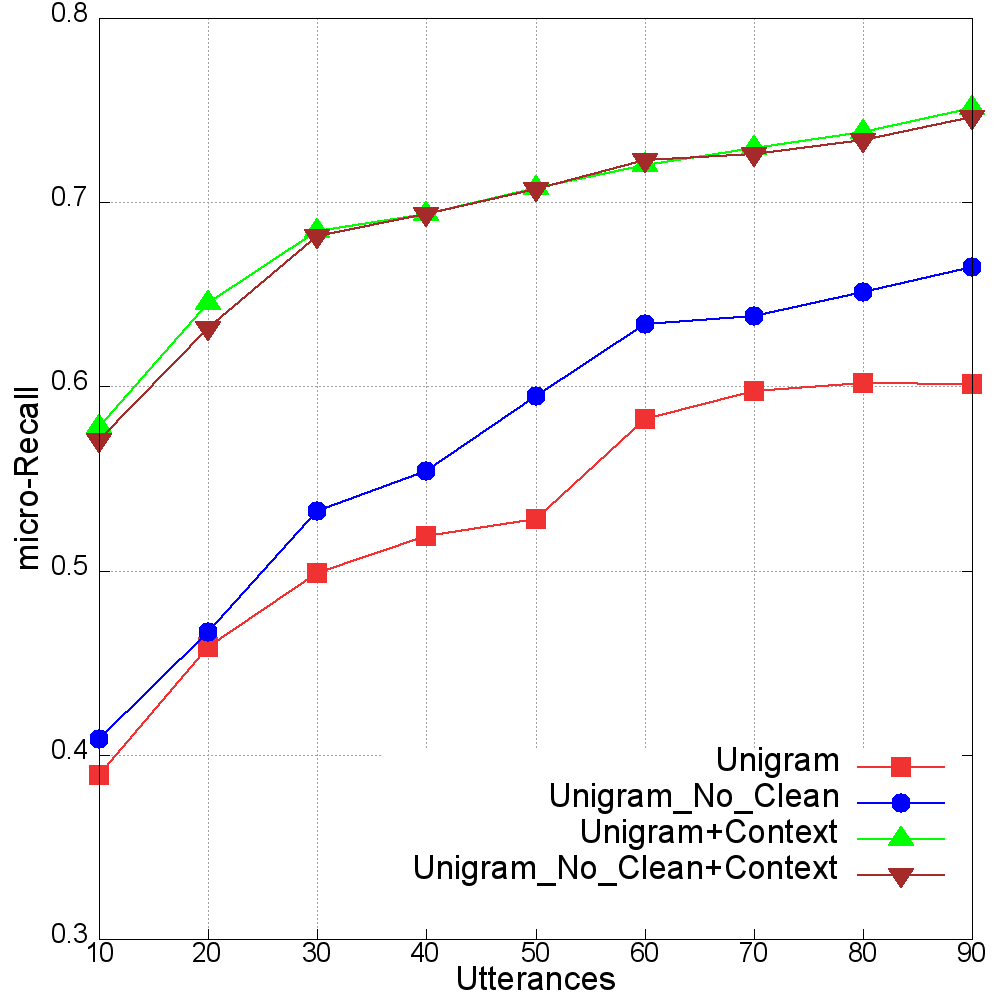 0.8
0.7
0.6
0.5
0.4
0.3
micro-Recall
Unigram
Unigram_No_Clean
Unigram+Context
Unigram_No_Clean+Context
10 20 30 40 50 60 70 80 90
Utterances